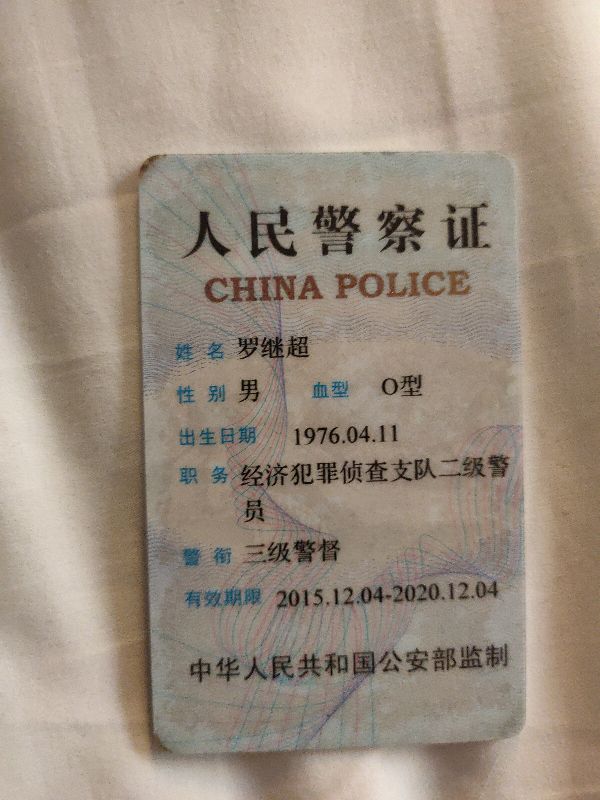 人民警察证
CHINA POLICE
姓名 罗继超
性别 男 血型 O型
出生日期 1976.04.11
职务 经济犯罪侦查支队二级警
员
警衔 三级警督
有效期限 2015.12.04-2020.12.04
中华人民共和国公安部监制